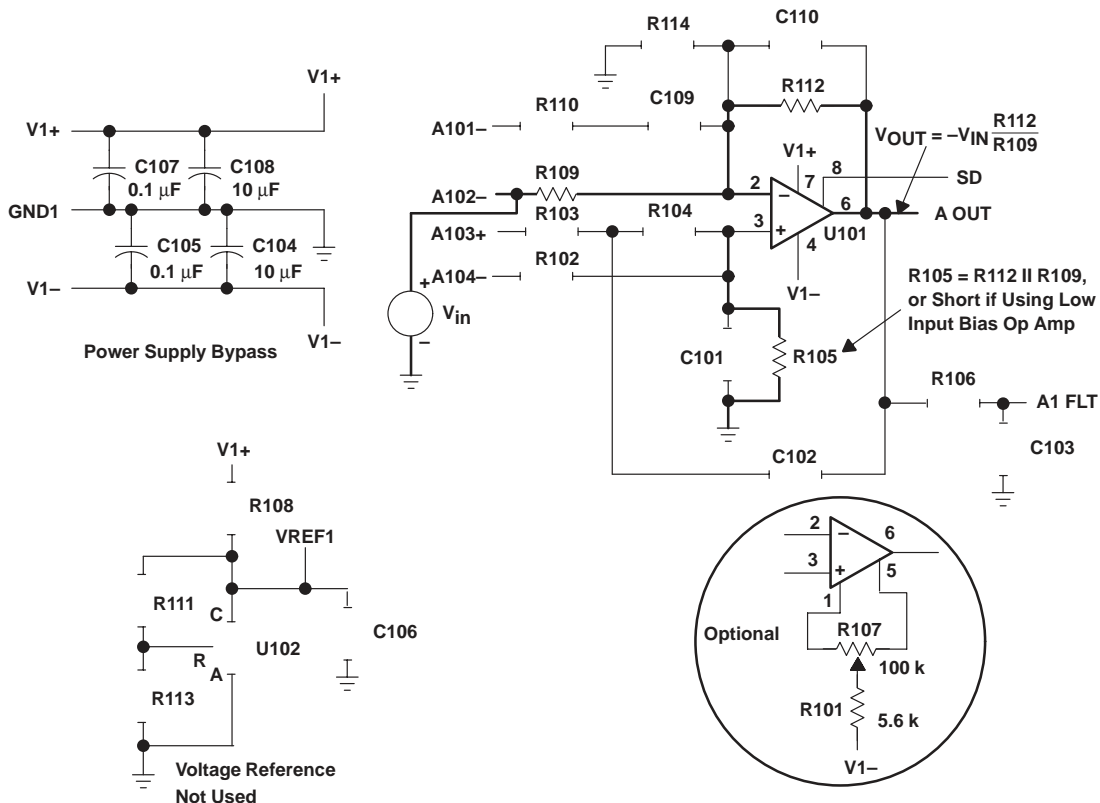 V1+
V1+
C107
0.1 μF
C108
10 μF
GND1
C105
0.1 μF
C104
10 μF
V1–
V1–
Power Supply Bypass
R114
C110
R110
C109
R112
A101–
VOUT = –VIN R112
R109
V1+
8
7
SD
R109
A102–
2
–
6
A OUT
R103
R104
3
+
U101
A103+
4
R102
A104–
V1–
R105 = R112 II R109,
or Short if Using Low
Input Bias Op Amp
+
Vin
–
C101
R105
R106
A1 FLT
C103
C102
V1+
R108
VREF1
R111
C
U102
C106
R
A
R113
Voltage Reference
Not Used
2
–
6
3
+
5
1
Optional
R107
100 k
R101
5.6 k
V1–